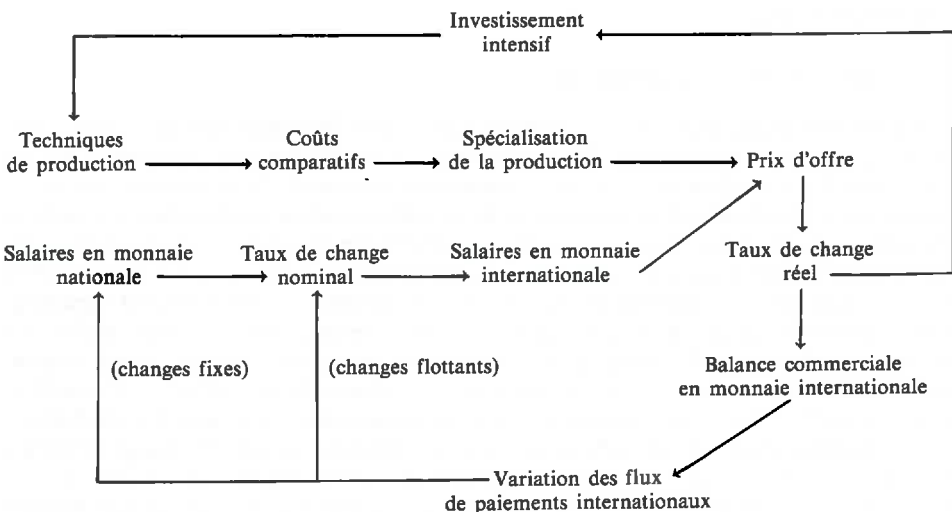 Investissement
intensif
Techniques
de production
Coûts
comparatifs
Spécialisation
de la production
Prix d'offre
Salaires en monnaie
nationale
Taux de change
nominal
Salaires en monnaie
internationale
Taux de change
réel
(changes fixes)
(changes flottants)
Balance commerciale
en monnaie internationale
Variation des flux
de paiements internationaux